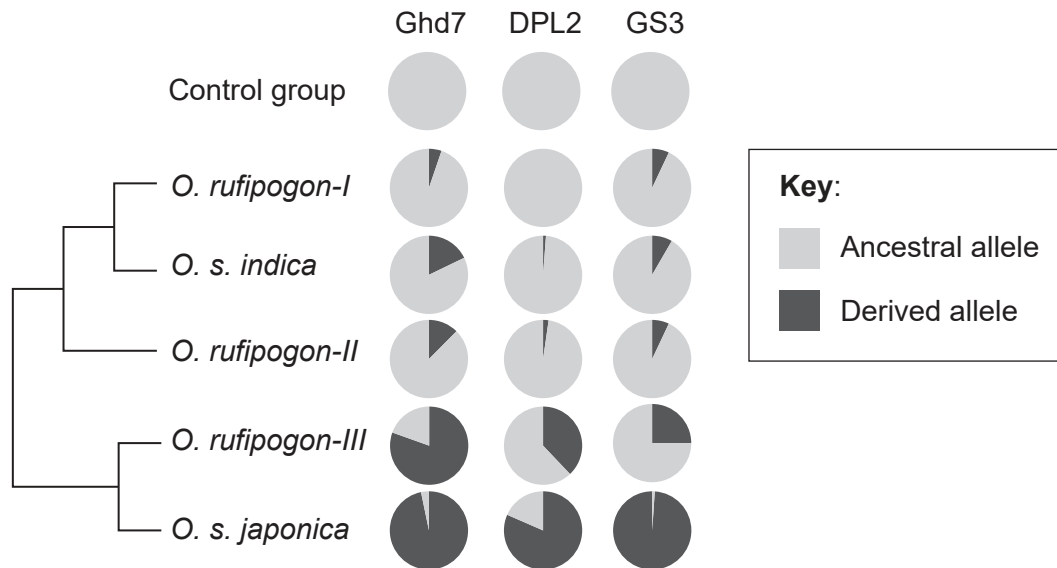 Ghd7 DPL2 GS3
Control group
O. rufipogon-I
O. s. indica
O. rufipogon-II
O. rufipogon-III
O. s. japonica
Key:
Ancestral allele
Derived allele